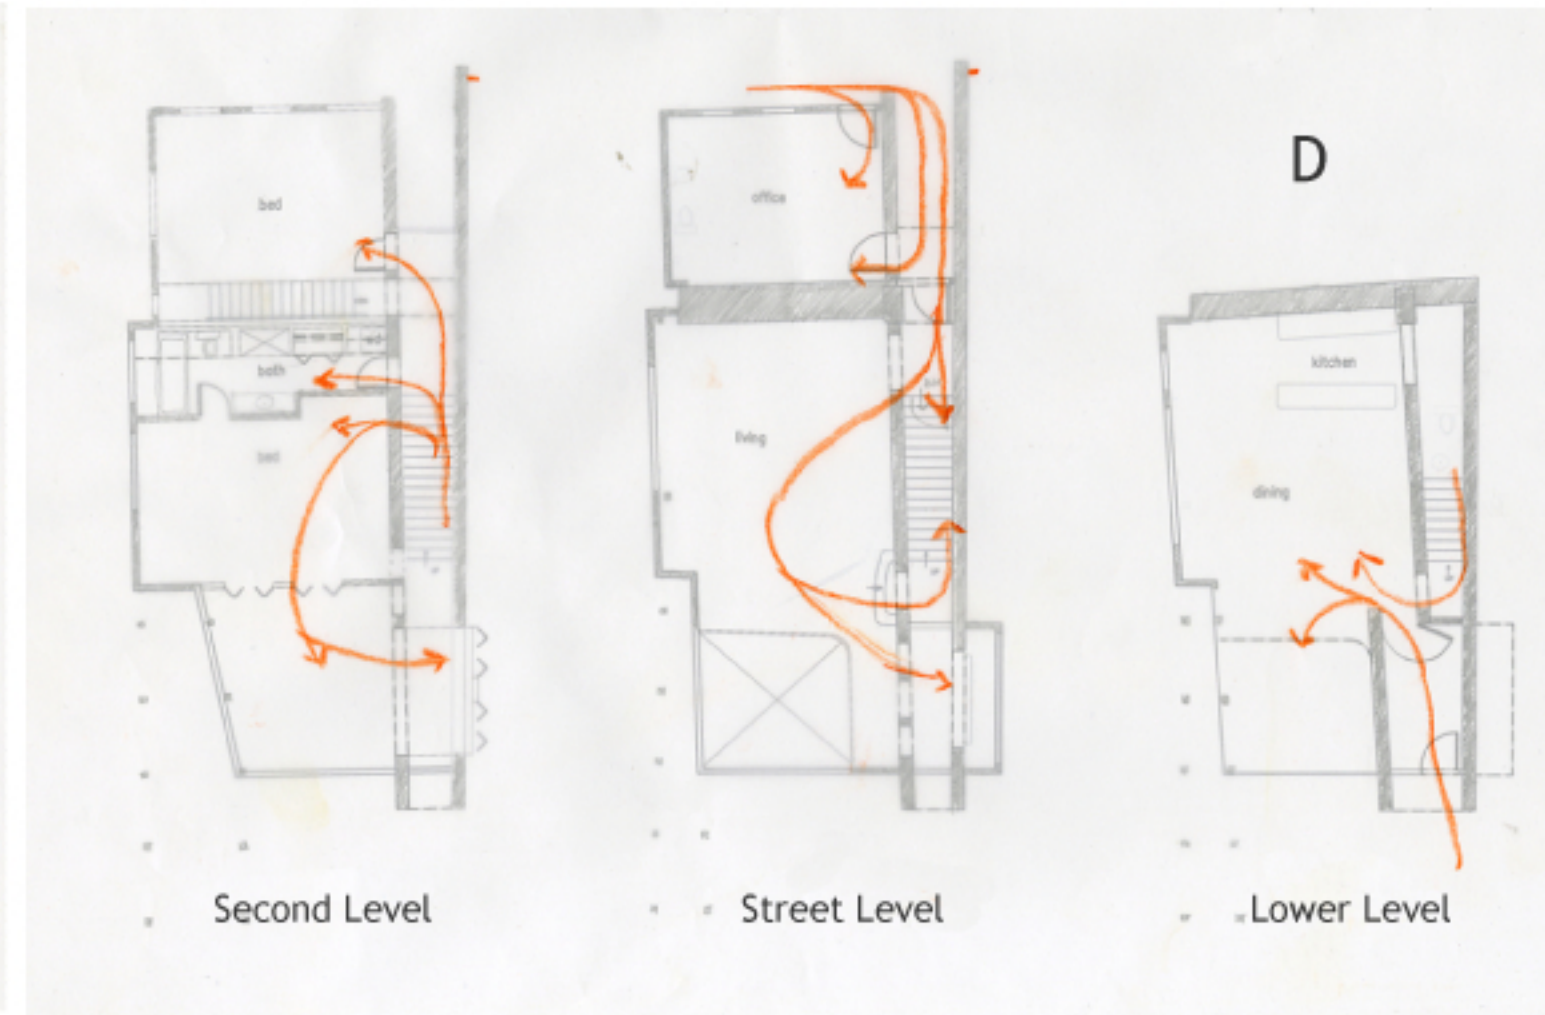 D
bed
office
bath
kitchen
living
bed
dining
Second Level
Street Level
Lower Level